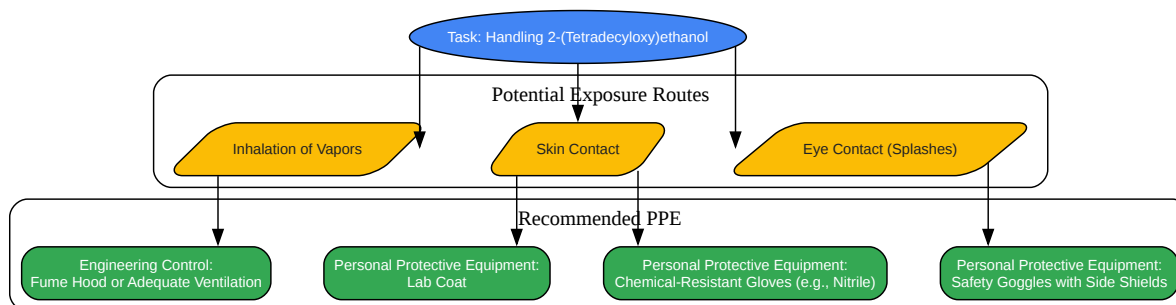 Task: Handling 2-(Tetradecyloxy)ethanol
Potential Exposure Routes
Inhalation of Vapors
Skin Contact
Eye Contact (Splashes)
Recommended PPE
Engineering Control:
Fume Hood or Adequate Ventilation
Personal Protective Equipment:
Lab Coat
Personal Protective Equipment:
Chemical-Resistant Gloves (e.g., Nitrile)
Personal Protective Equipment:
Safety Goggles with Side Shields